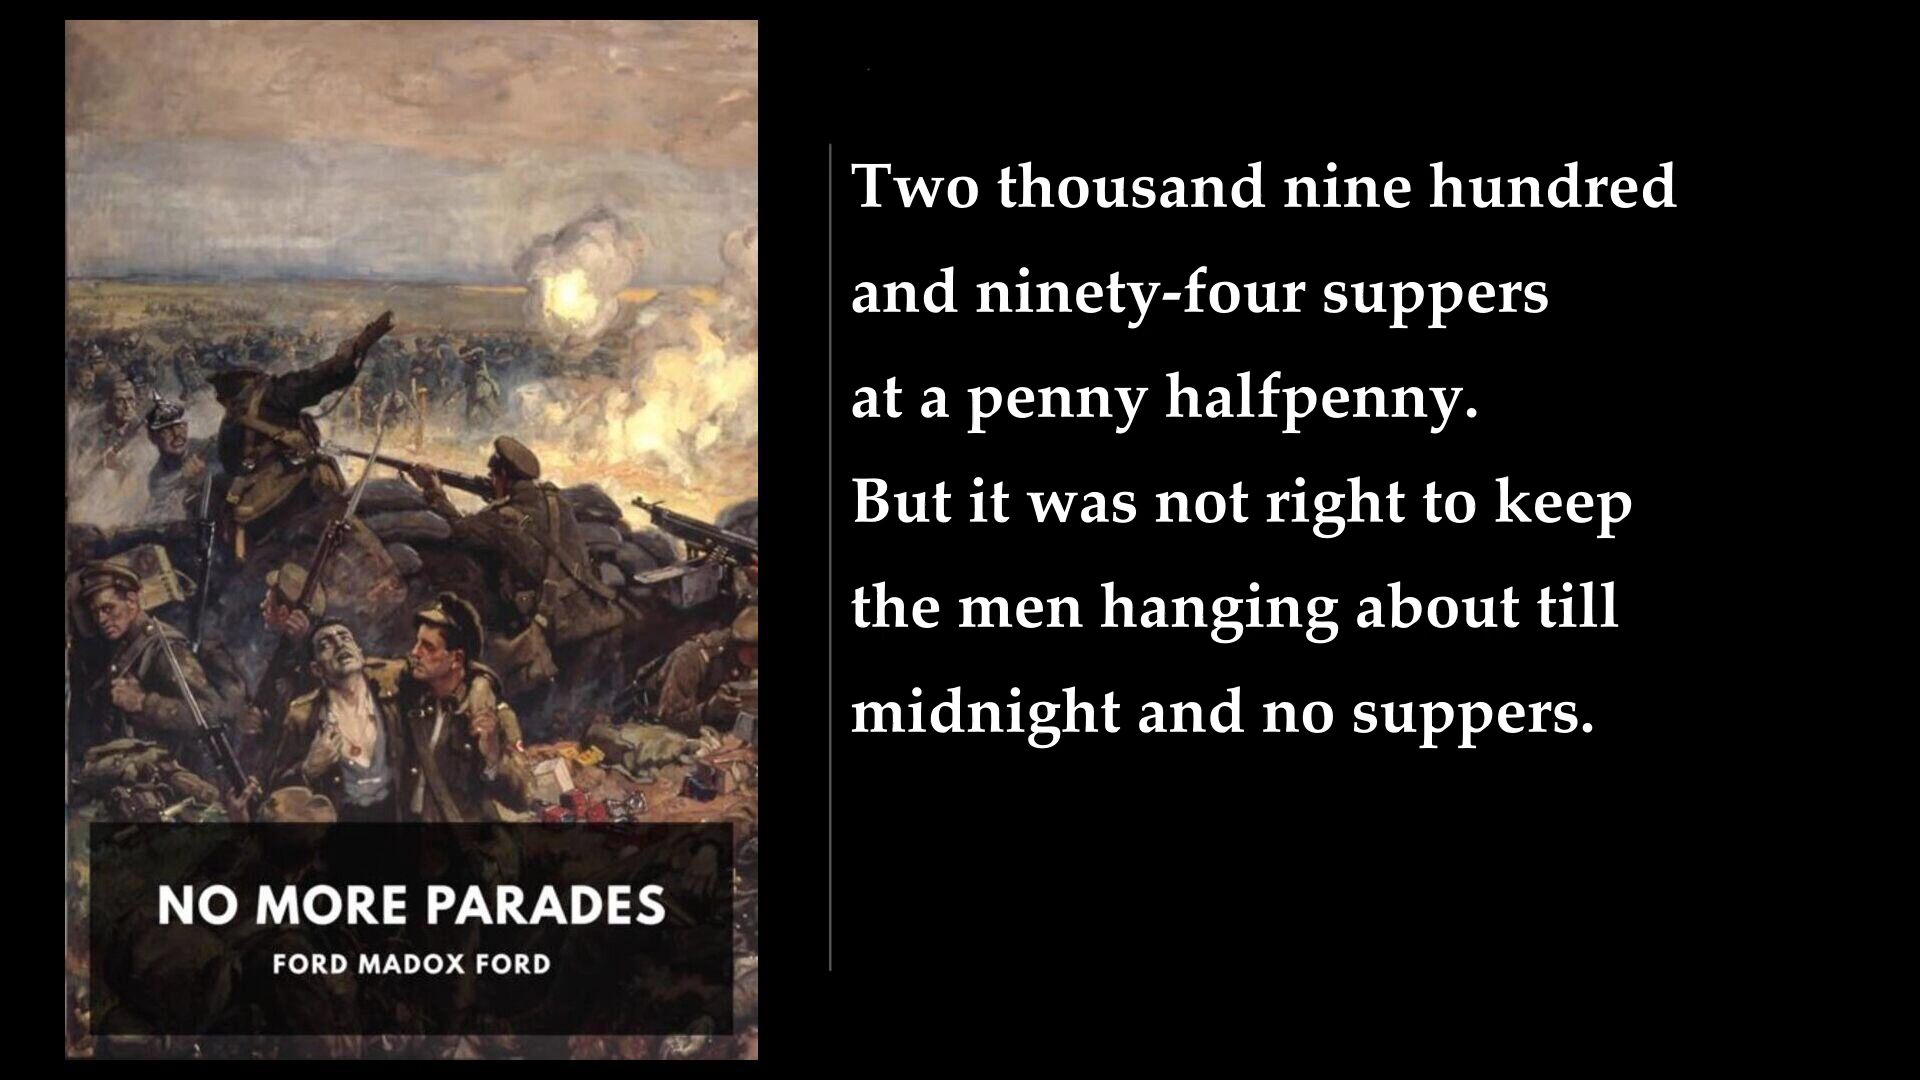 Two thousand nine hundred
and ninety-four suppers
at a penny halfpenny.
But it was not right to keep
the men hanging about till
midnight and no suppers.
NO MORE PARADES
FORD MADOX FORD